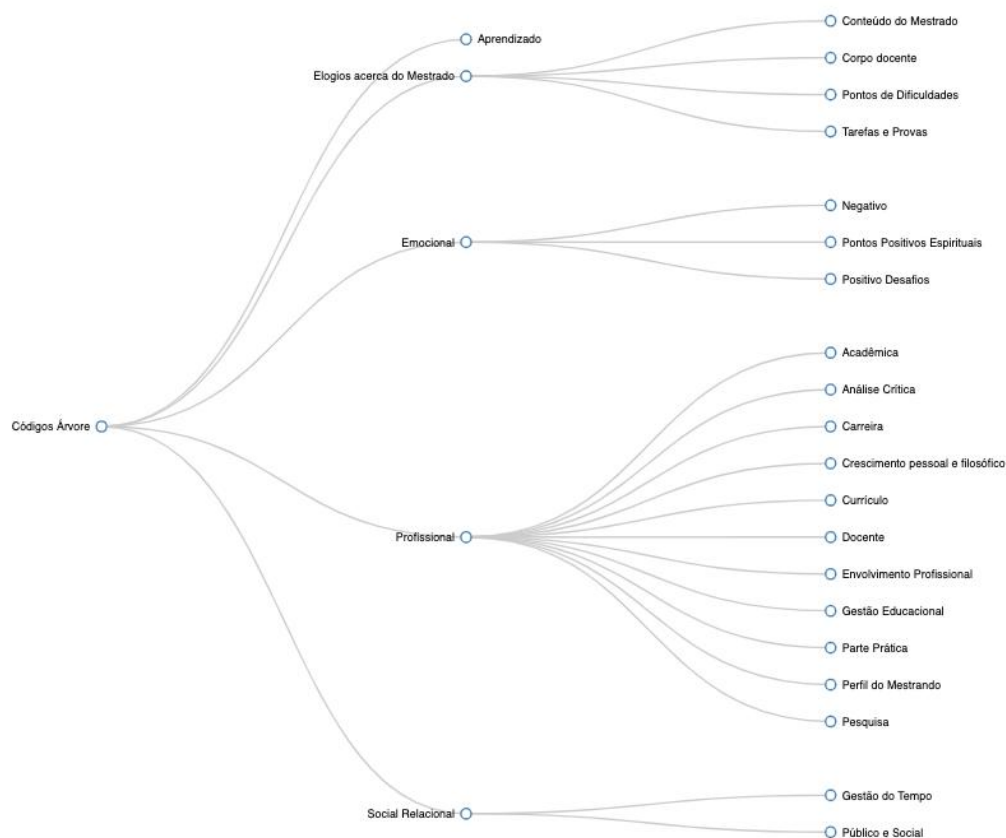 Códigos Árvore
Aprendizado
Elogios acerca do Mestrado
Conteúdo do Mestrado
Corpo docente
Pontos de Dificuldades
Tarefas e Provas
Emocional
Negativo
Pontos Positivos Espirituais
Positivo Desafios
Profissional
Acadêmica
Análise Crítica
Carreira
Crescimento pessoal e filosófico
Currículo
Docente
Envolvimento Profissional
Gestão Educacional
Parte Prática
Perfil do Mestrando
Pesquisa
Social Relacional
Gestão do Tempo
Público e Social